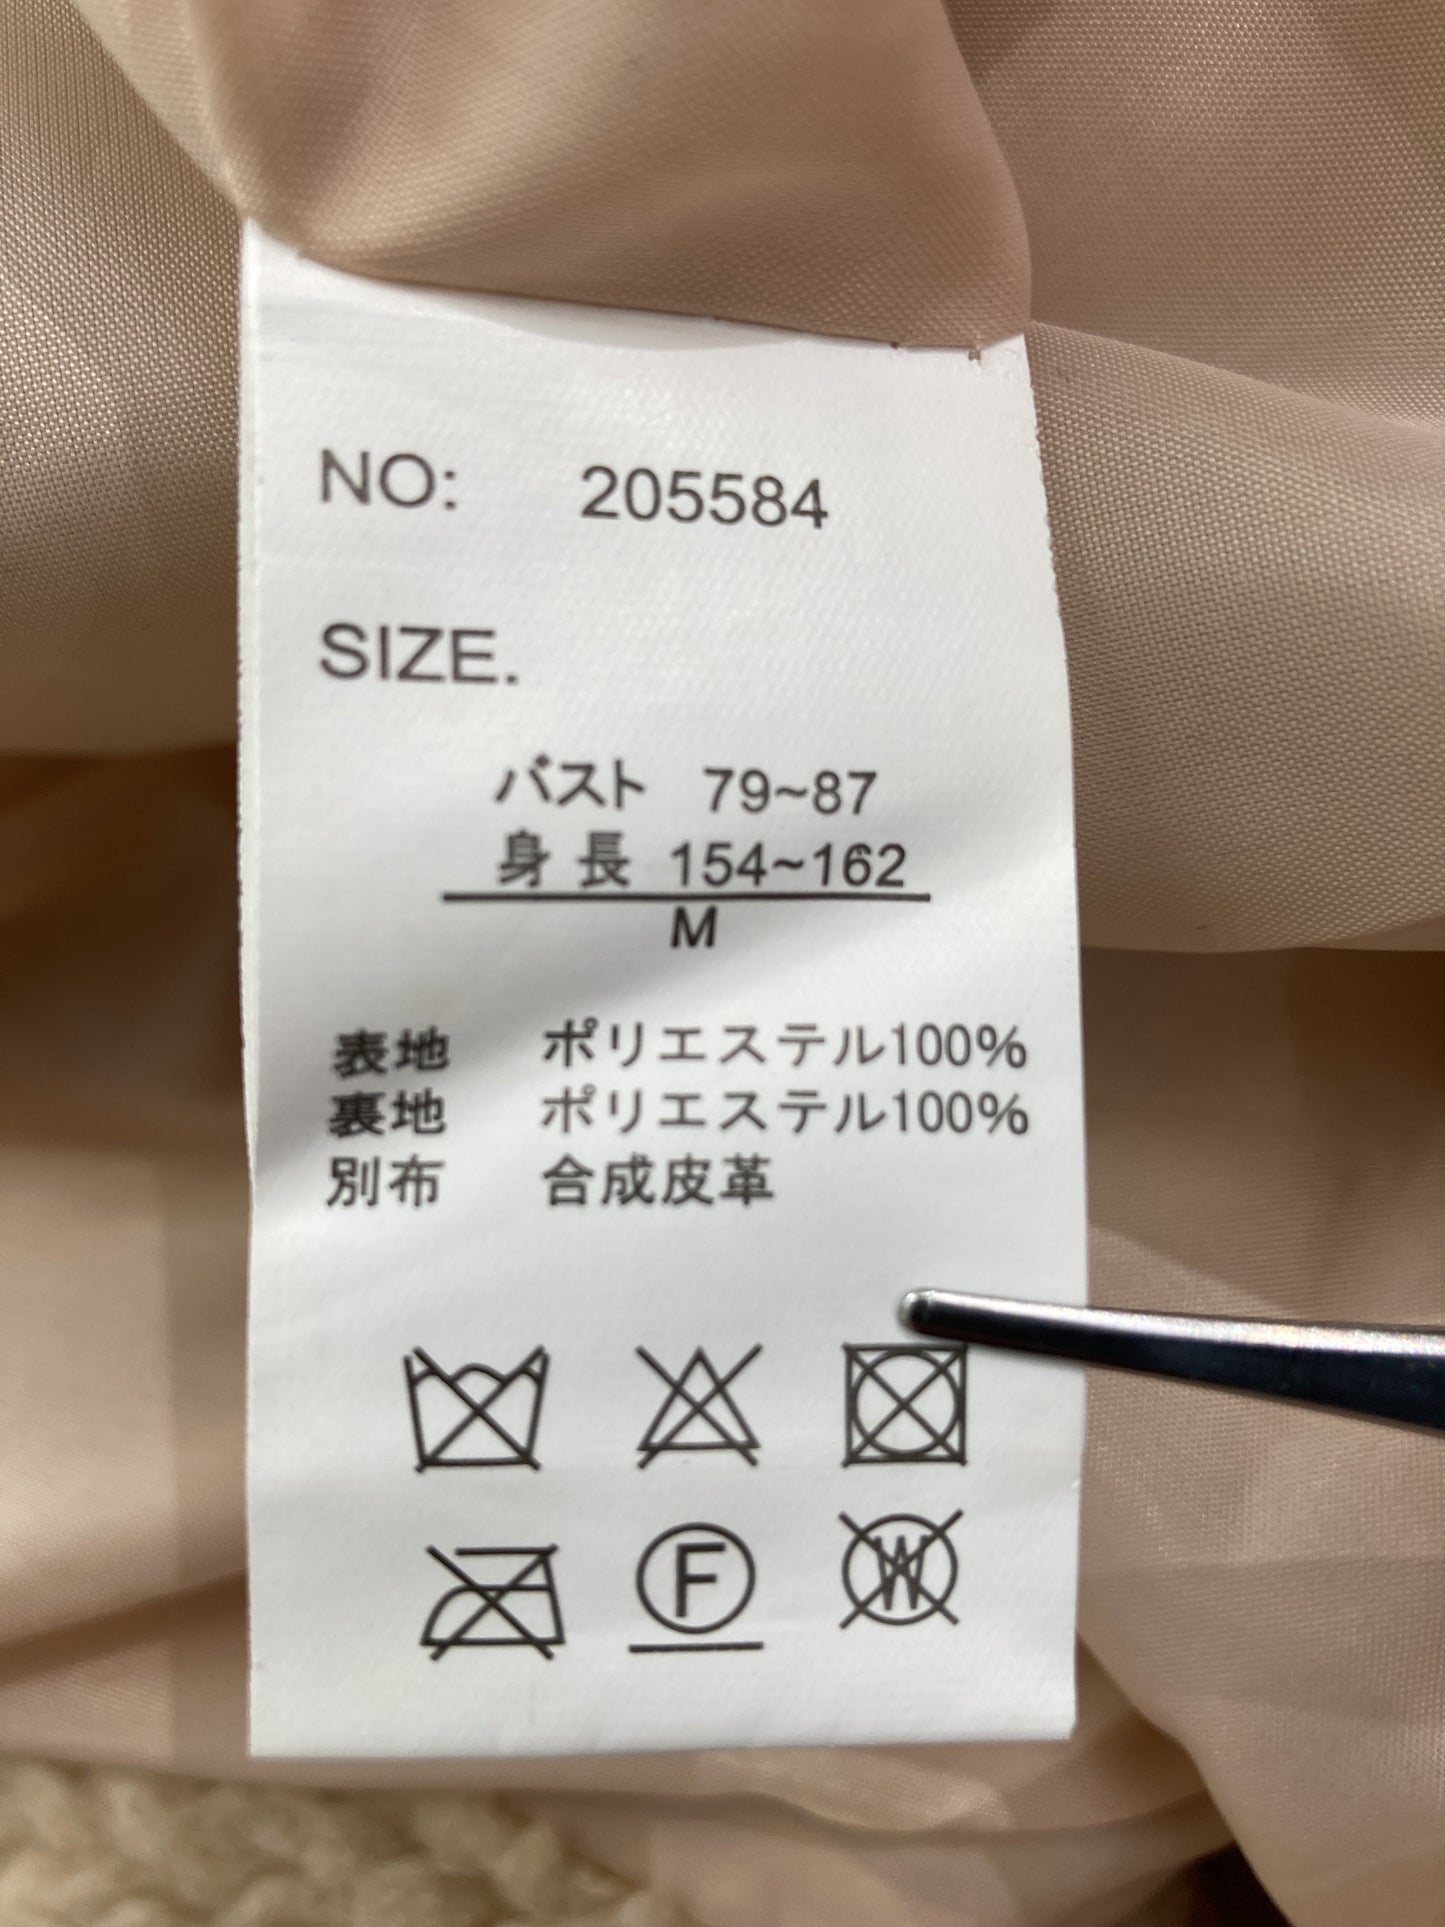 NO: 205584
SIZE.
バスト 79~87
身長 154~162
M
表地 ポリエステル100%
裏地 ポリエステル100%
別布 合成皮革
F
W